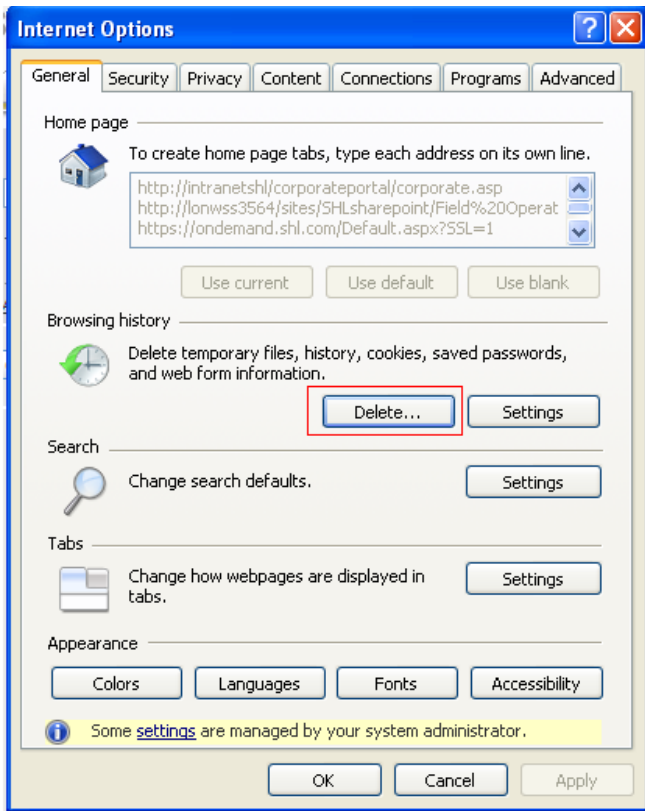 Internet Options
General Security Privacy Content Connections Programs Advanced
Home page
To create home page tabs, type each address on its own line.
http://intranetshl/corporateportal/corporate.asp
http://lonwss3564/sites/SHLsharepoint/Field%20Operat
https://ondemand.shl.com/Default.aspx?SSL=1
Use current Use default Use blank
Browsing history
Delete temporary files, history, cookies, saved passwords,
and web form information.
Delete... Settings
Search
Change search defaults.
Settings
Tabs
Change how webpages are displayed in
tabs.
Settings
Appearance
Colors Languages Fonts Accessibility
Some settings are managed by your system administrator.
OK Cancel Apply